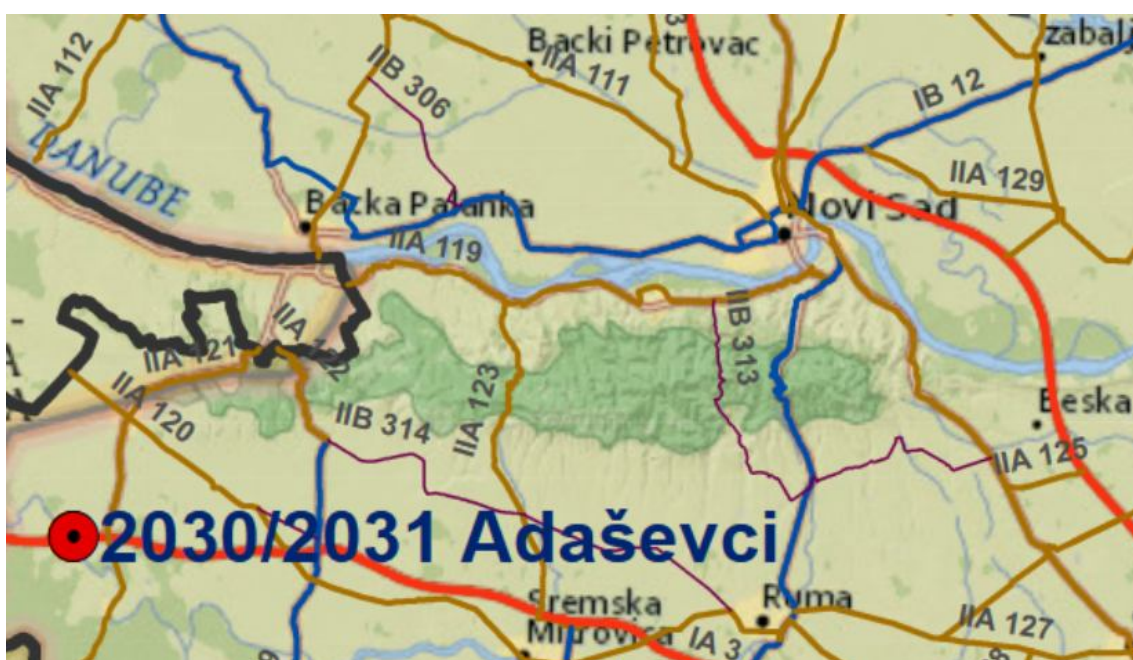 Backi Petrovac
IIA 112
IIB 306
IIA 111
IB 12
DANUBE
IIA 129
Backa Palanka
Novi Sad
IIA 119
IIB 313
IIA 122
IIA 121
IIA 123
IIA 120
IIB 314
Beska
IIA 125
2030/2031 Adaševci
Sremska
Mitrovica
Ruma
IA 3
IIA 127